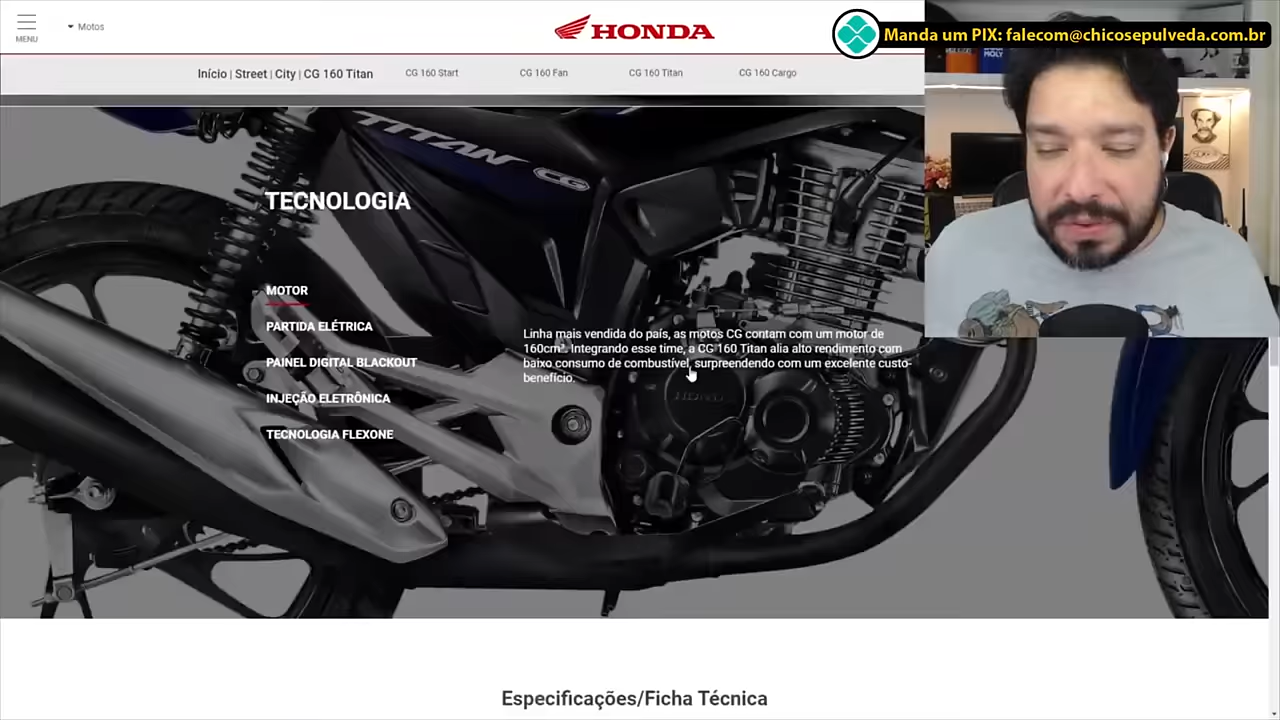 MENU
Motos
HONDA
Manda um PIX: falecom@chicosepulveda.com.br
Início | Street | City | CG 160 Titan
CG 160 Start
CG 160 Fan
CG 160 Titan
CG 160 Cargo
TITAN CG
TECNOLOGIA
MOTOR
PARTIDA ELÉTRICA
PAINEL DIGITAL BLACKOUT
INJEÇÃO ELETRÔNICA
TECNOLOGIA FLEXONE
Linha mais vendida do país, as motos CG contam com um motor de
160cm³. Integrando esse time, a CG 160 Titan alia alto rendimento com
baixo consumo de combustível, surpreendendo com um excelente custo-
benefício.
HONDA
Especificações/Ficha Técnica